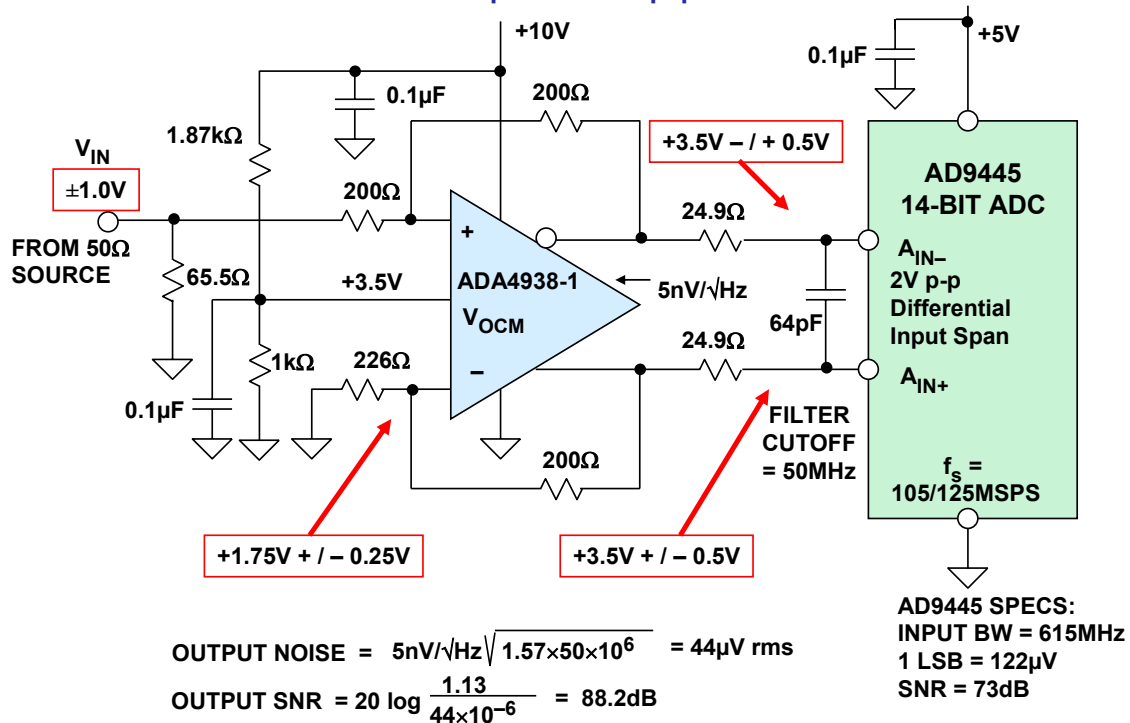 +10V
+5V
0.1µF
0.1µF
200Ω
1.87kΩ
+3.5V – / + 0.5V
V_IN
±1.0V
AD9445
14-BIT ADC
200Ω
24.9Ω
+
FROM 50Ω
SOURCE
65.5Ω
+3.5V
ADA4938-1
V_OCM
5nV/√Hz
A_IN–
2V p-p
Differential
Input Span
64pF
24.9Ω
1kΩ
226Ω
–
A_IN+
0.1µF
FILTER
CUTOFF
= 50MHz
200Ω
f_s =
105/125MSPS
+1.75V + / – 0.25V
+3.5V + / – 0.5V
AD9445 SPECS:
INPUT BW = 615MHz
1 LSB = 122µV
SNR = 73dB
OUTPUT NOISE = 5nV/√Hz √1.57×50×10⁶ = 44µV rms
OUTPUT SNR = 20 log 1.13 / 44×10⁻⁶ = 88.2dB